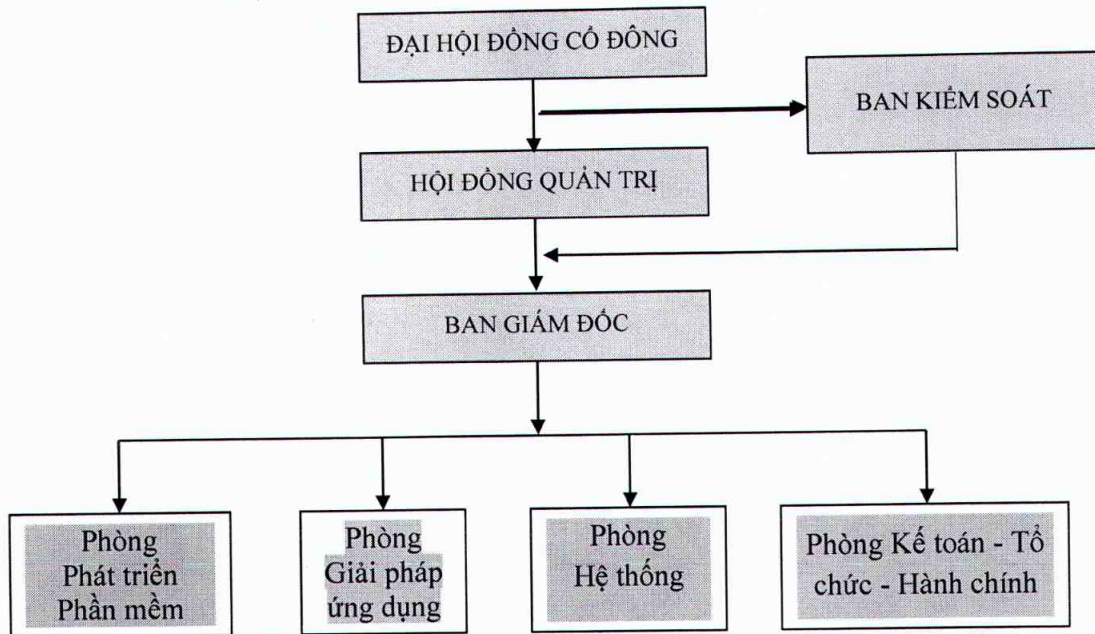 ĐẠI HỘI ĐỒNG CỔ ĐÔNG
BAN KIỂM SOÁT
HỘI ĐỒNG QUẢN TRỊ
BAN GIÁM ĐỐC
Phòng
Phát triển
Phần mềm
Phòng
Giải pháp
ứng dụng
Phòng
Hệ thống
Phòng Kế toán - Tổ
chức - Hành chính